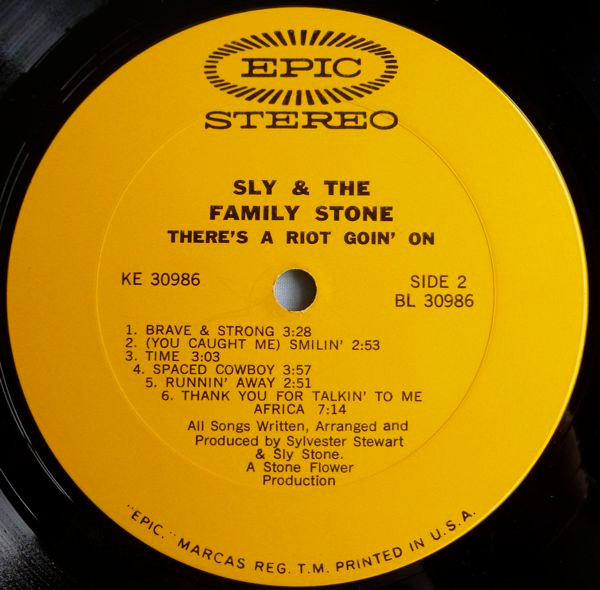 EPIC
STEREO
SLY & THE
FAMILY STONE
THERE'S A RIOT GOIN' ON
KE 30986
SIDE 2
BL 30986
1. BRAVE & STRONG 3:28
2. (YOU CAUGHT ME) SMILIN' 2:53
3. TIME 3:03
4. SPACED COWBOY 3:57
5. RUNNIN' AWAY 2:51
6. THANK YOU FOR TALKIN' TO ME
AFRICA 7:14
All Songs Written, Arranged and
Produced by Sylvester Stewart
& Sly Stone.
A Stone Flower
Production
"EPIC," MARCAS REG. T.M. PRINTED IN U.S.A.